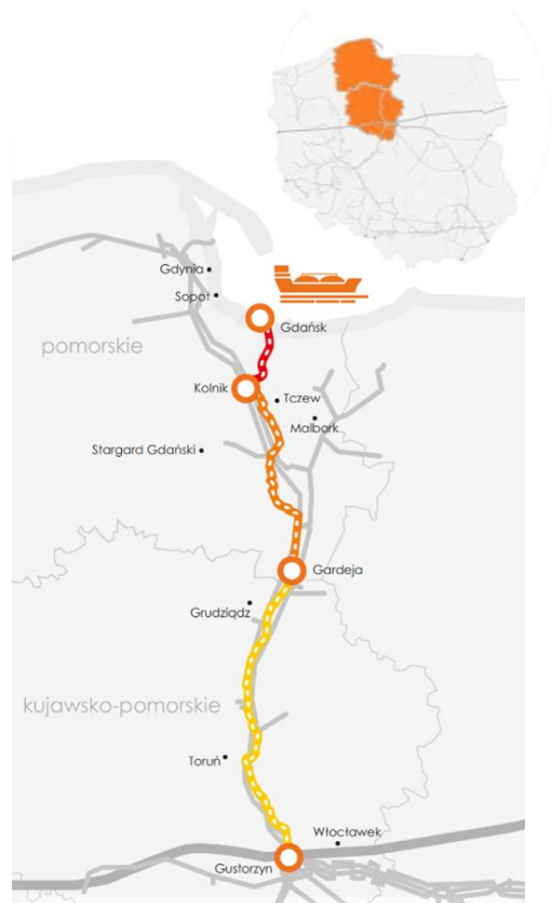 Gdynia
Sopot
Gdańsk
pomorskie
Kolnik
Tczew
Malbork
Stargard Gdański
Gardeja
Grudziądz
kujawsko-pomorskie
Toruń
Włocławek
Gustorzyn